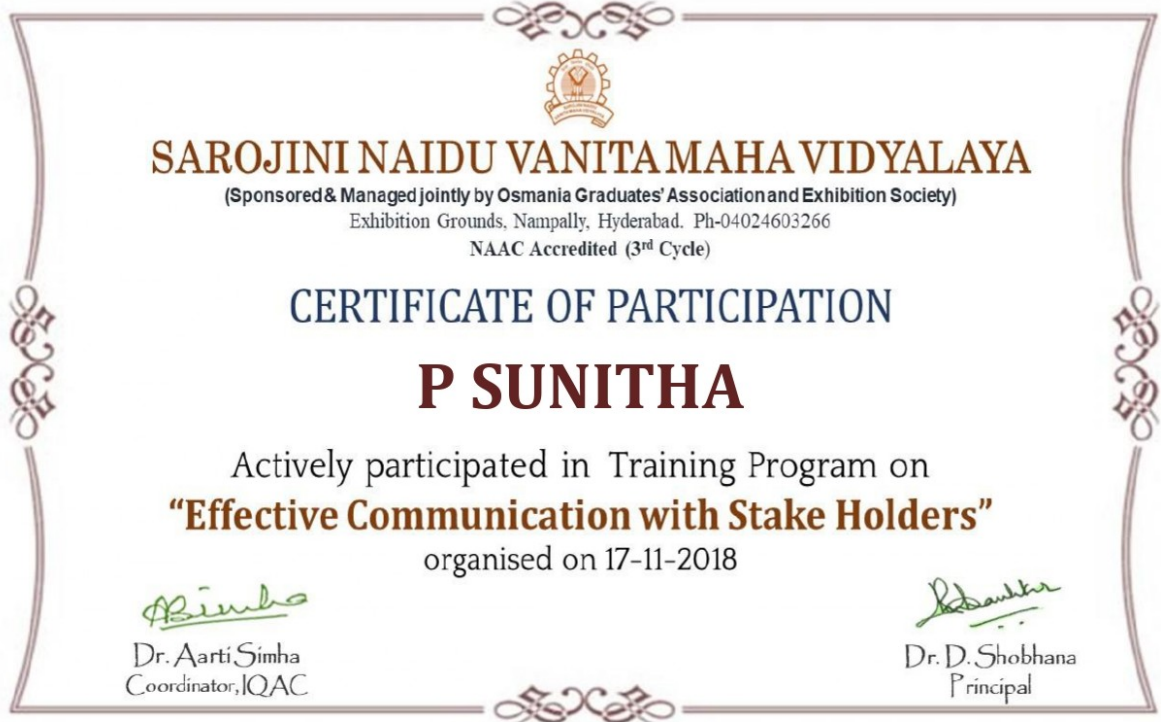 SAROJINI NAIDU VANITA MAHA VIDYALAYA
(Sponsored & Managed jointly by Osmania Graduates' Association and Exhibition Society)
Exhibition Grounds, Nampally, Hyderabad. Ph-04024603266
NAAC Accredited (3rd Cycle)
CERTIFICATE OF PARTICIPATION
P SUNITHA
Actively participated in Training Program on
“Effective Communication with Stake Holders”
organised on 17-11-2018
Dr. Aarti Simha
Coordinator, IQAC
Dr. D. Shobhana
Principal